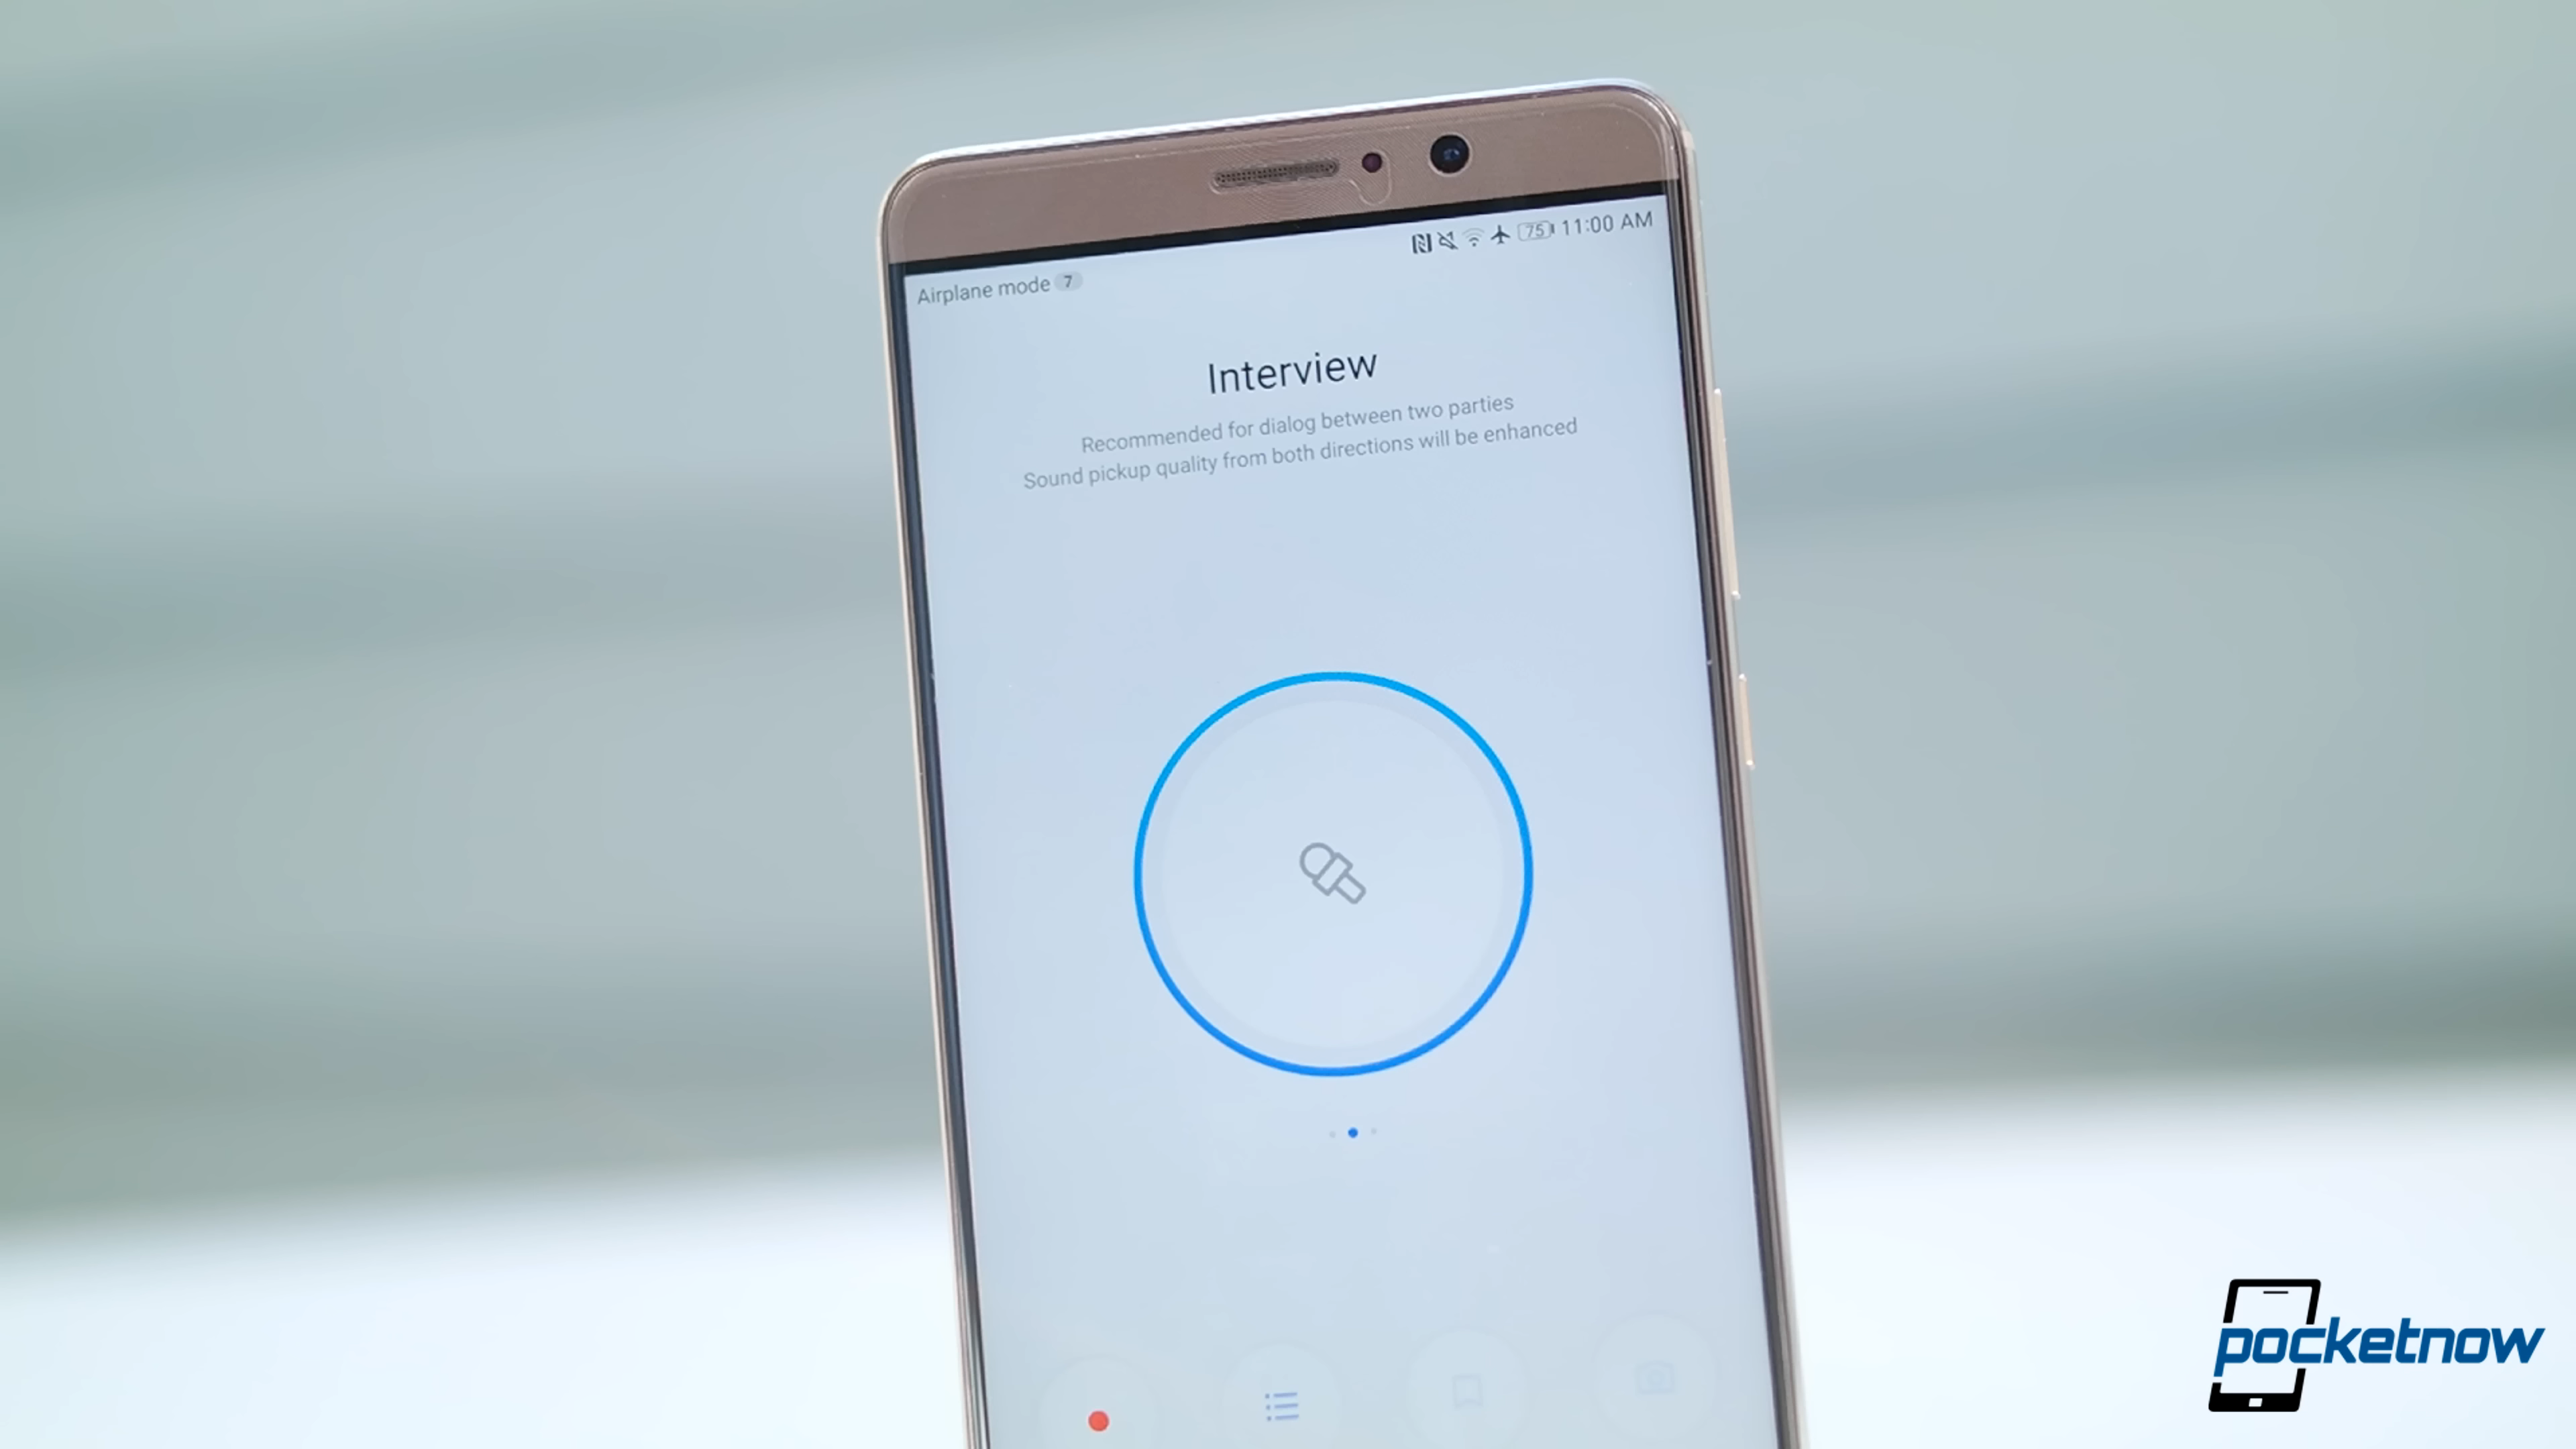 75 11:00 AM
Airplane mode 7
Interview
Recommended for dialog between two parties
Sound pickup quality from both directions will be enhanced
pocketnow